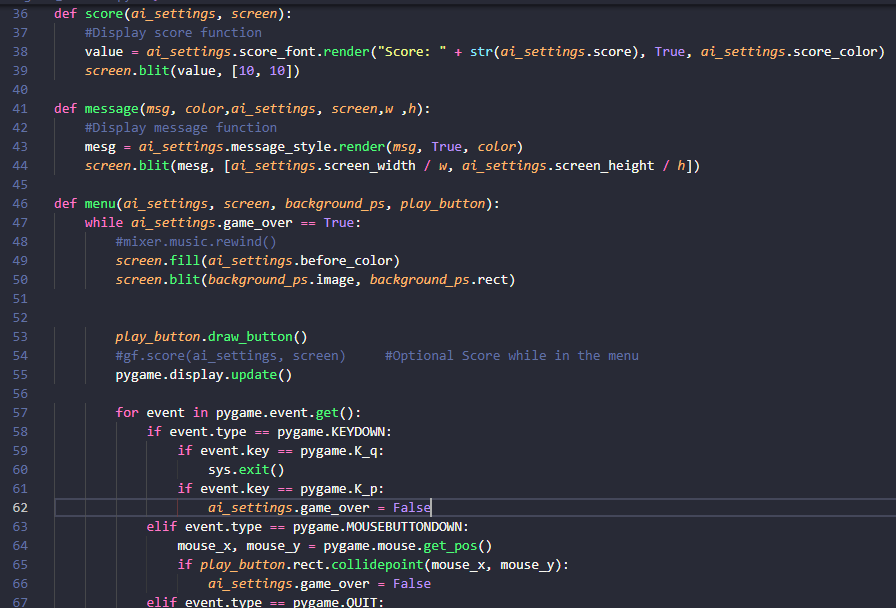 36 def score(ai_settings, screen):
37     #Display score function
38     value = ai_settings.score_font.render("Score: " + str(ai_settings.score), True, ai_settings.score_color)
39     screen.blit(value, [10, 10])
40
41 def message(msg, color,ai_settings, screen,w ,h):
42     #Display message function
43     mesg = ai_settings.message_style.render(msg, True, color)
44     screen.blit(mesg, [ai_settings.screen_width / w, ai_settings.screen_height / h])
45
46 def menu(ai_settings, screen, background_ps, play_button):
47     while ai_settings.game_over == True:
48         #mixer.music.rewind()
49         screen.fill(ai_settings.before_color)
50         screen.blit(background_ps.image, background_ps.rect)
51
52
53         play_button.draw_button()
54         #gf.score(ai_settings, screen)     #Optional Score while in the menu
55         pygame.display.update()
56
57         for event in pygame.event.get():
58             if event.type == pygame.KEYDOWN:
59                 if event.key == pygame.K_q:
60                     sys.exit()
61                 if event.key == pygame.K_p:
62                     ai_settings.game_over = False
63             elif event.type == pygame.MOUSEBUTTONDOWN:
64                 mouse_x, mouse_y = pygame.mouse.get_pos()
65                 if play_button.rect.collidepoint(mouse_x, mouse_y):
66                     ai_settings.game_over = False
67             elif event.type == pygame.QUIT: